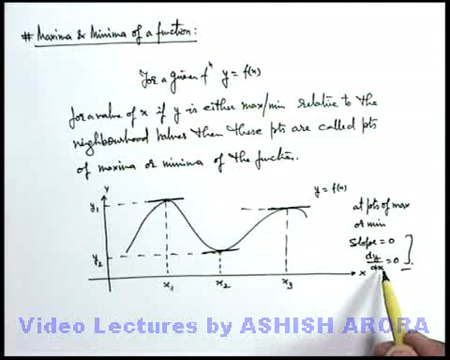 # Maxima & Minima of a function:
for a given fⁿ y = f(x)
for a value of x if y is either max/min relative to the
neighbourhood values then these pts are called pts
of maxima or minima of the function.
y
y₁
y = f(x)
at pts of max
or min
slope = 0
dy/dx = 0
y₂
x
x₁ x₂ x₃
Video Lectures by ASHISH ARORA